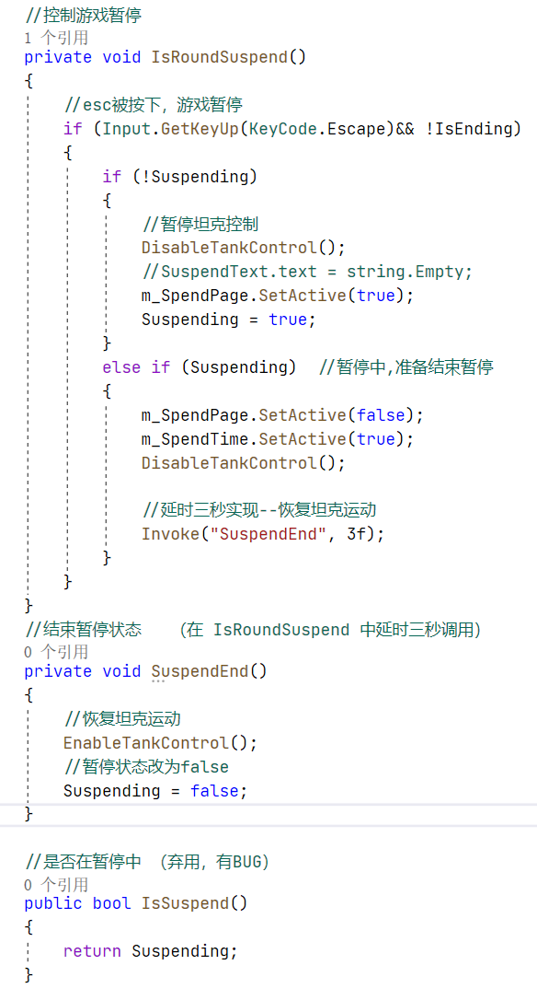 //控制游戏暂停
1 个引用
private void IsRoundSuspend()
{
//esc被按下，游戏暂停
if (Input.GetKeyUp(KeyCode.Escape)&& !IsEnding)
{
if (!Suspending)
{
//暂停坦克控制
DisableTankControl();
//SuspendText.text = string.Empty;
m_SpendPage.SetActive(true);
Suspending = true;
}
else if (Suspending)  //暂停中,准备结束暂停
{
m_SpendPage.SetActive(false);
m_SpendTime.SetActive(true);
DisableTankControl();
//延时三秒实现--恢复坦克运动
Invoke("SuspendEnd", 3f);
}
}
}
//结束暂停状态   （在 IsRoundSuspend 中延时三秒调用）
0 个引用
private void SuspendEnd()
{
//恢复坦克运动
EnableTankControl();
//暂停状态改为false
Suspending = false;
}
//是否在暂停中 （弃用，有BUG）
0 个引用
public bool IsSuspend()
{
return Suspending;
}